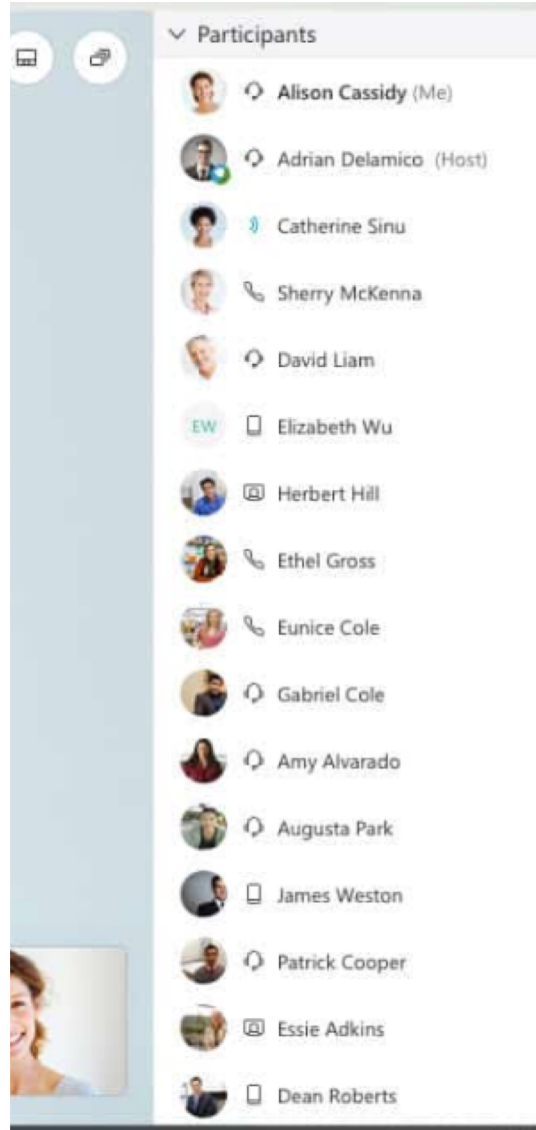 Participants
Alison Cassidy (Me)
Adrian Delamico (Host)
Catherine Sinu
Sherry McKenna
David Liam
EW Elizabeth Wu
Herbert Hill
Ethel Gross
Eunice Cole
Gabriel Cole
Amy Alvarado
Augusta Park
James Weston
Patrick Cooper
Essie Adkins
Dean Roberts